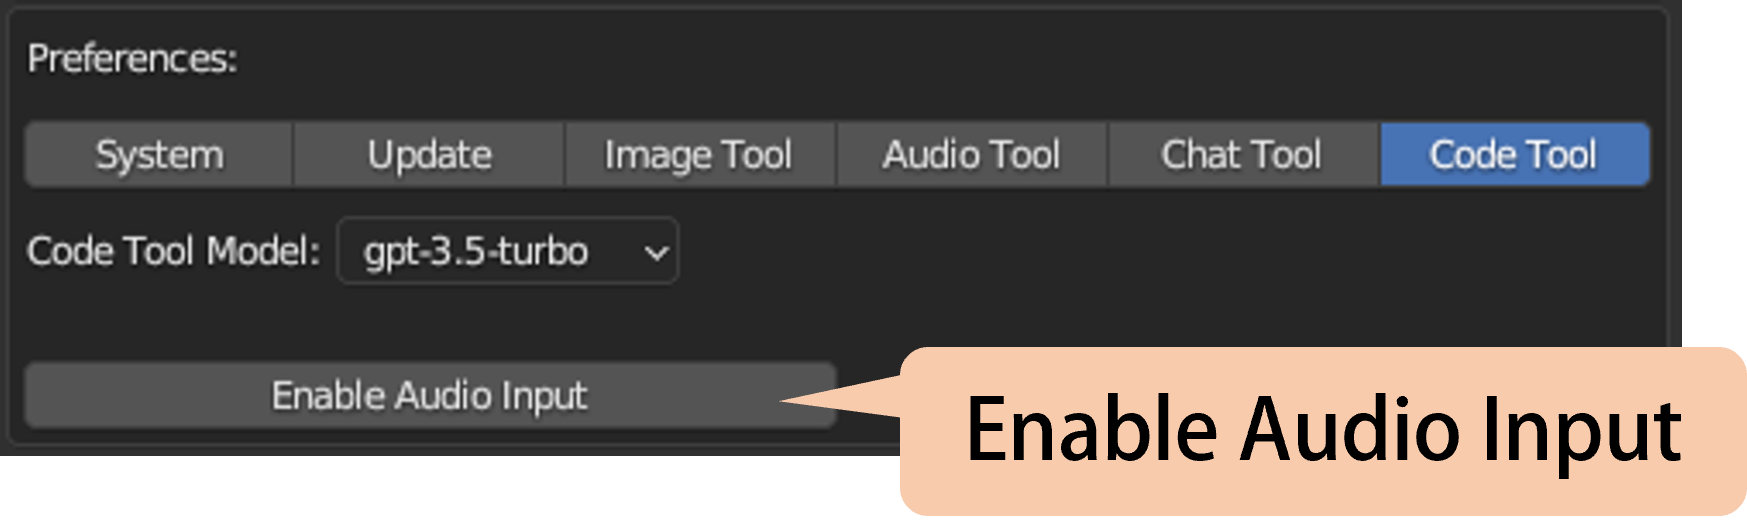 Preferences:
System Update Image Tool Audio Tool Chat Tool Code Tool
Code Tool Model: gpt-3.5-turbo
Enable Audio Input
Enable Audio Input